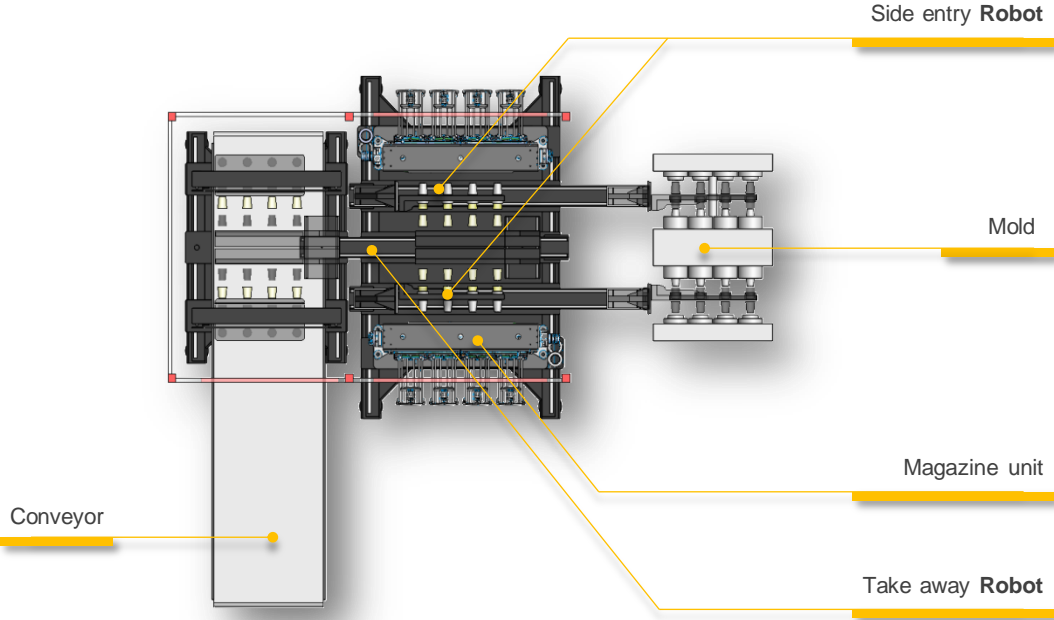 Side entry Robot
Mold
Magazine unit
Conveyor
Take away Robot